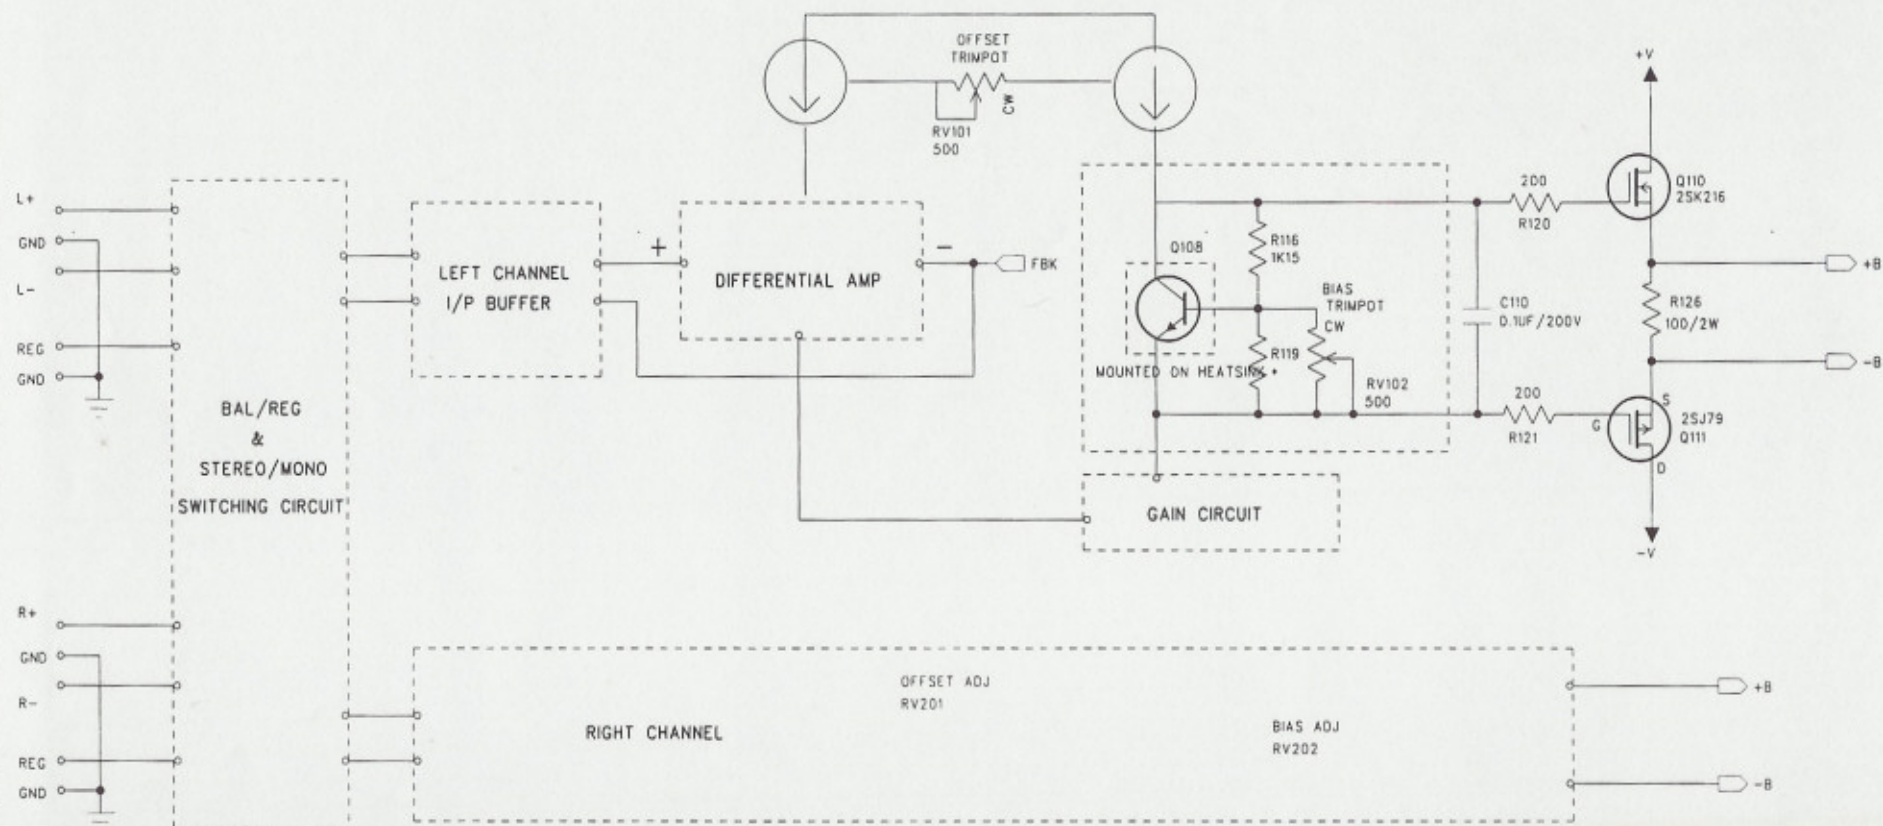 OFFSET
TRIMPOT
CW
RV101
500
+V
L+
GND
L-
REG
GND
BAL/REG
&
STEREO/MONO
SWITCHING CIRCUIT
LEFT CHANNEL
I/P BUFFER
+
DIFFERENTIAL AMP
-
FBK
Q108
R116
1K15
BIAS
TRIMPOT
CW
R119
MOUNTED ON HEATSINK +
RV102
500
200
R120
Q110
2SK216
C110
0.1UF/200V
R126
100/2W
+B
-B
200
R121
G
S
D
2SJ79
Q111
-V
GAIN CIRCUIT
R+
GND
R-
REG
GND
RIGHT CHANNEL
OFFSET ADJ
RV201
BIAS ADJ
RV202
+B
-B